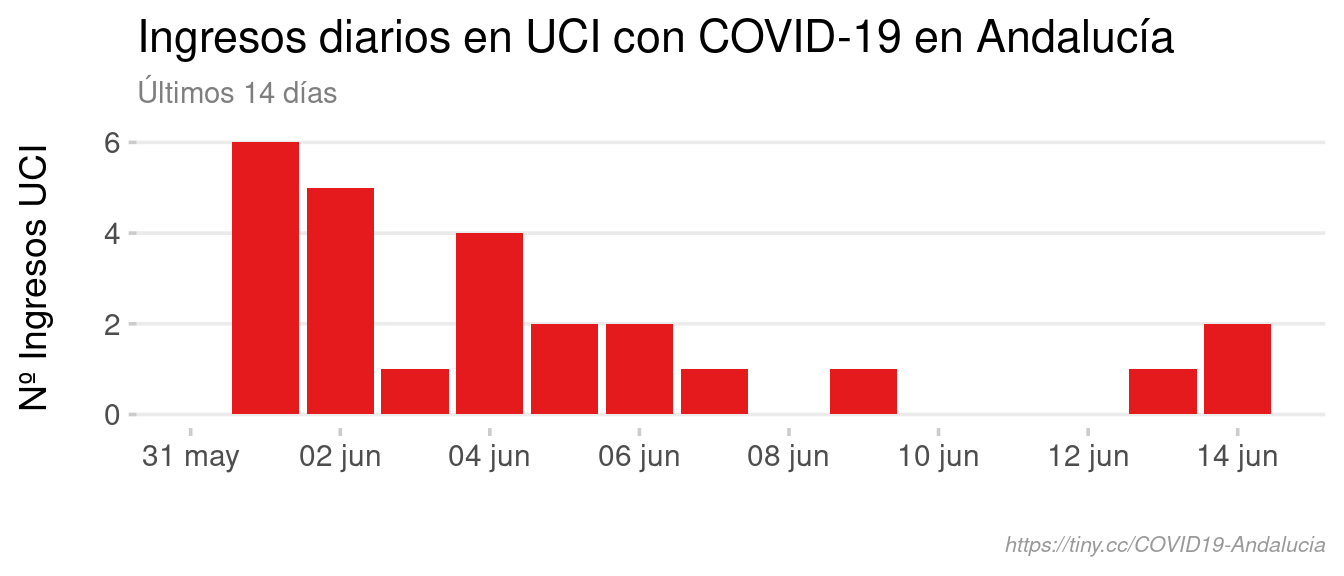 Ingresos diarios en UCI con COVID-19 en Andalucía
Últimos 14 días
Nº Ingresos UCI
6
4
2
0
31 may 02 jun 04 jun 06 jun 08 jun 10 jun 12 jun 14 jun
https://tiny.cc/COVID19-Andalucia